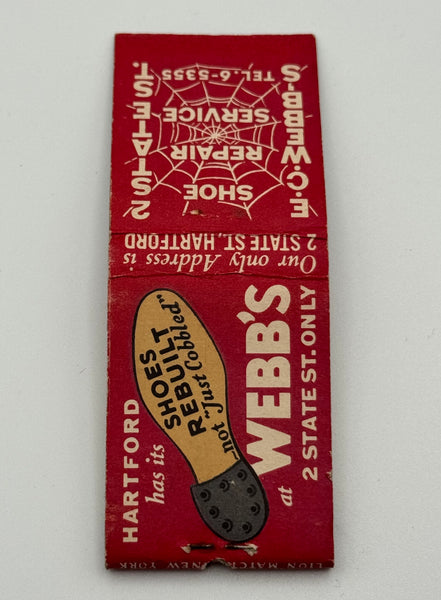 E·C·WEBB'S
SHOE
REPAIR
SERVICE
TEL. 6-5355
2 STATE ST.
Our only Address is
2 STATE ST., HARTFORD
HARTFORD
has its
SHOES
REBUILT
...not "Just Cobbled"
at WEBB'S
2 STATE ST. ONLY
LION NEW YORK